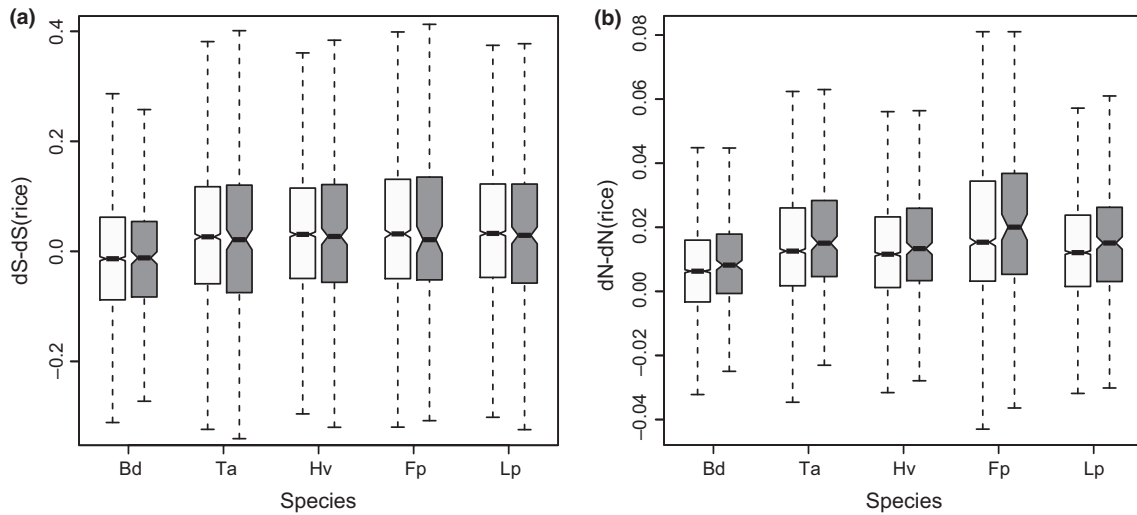 (a)
dS-dS(rice)
0.4
0.2
0.0
−0.2
Bd Ta Hv Fp Lp
Species
(b)
dN-dN(rice)
0.08
0.06
0.04
0.02
0.00
−0.02
−0.04
Bd Ta Hv Fp Lp
Species